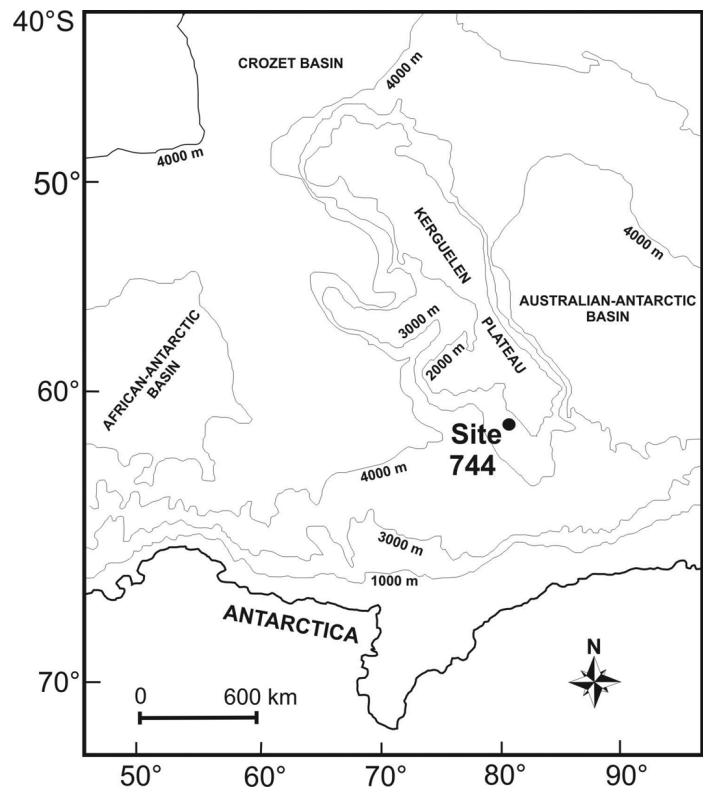 40°S
CROZET BASIN
4000 m
4000 m
50°
KERGUELEN
PLATEAU
4000 m
AUSTRALIAN-ANTARCTIC
BASIN
AFRICAN-ANTARCTIC
BASIN
3000 m
2000 m
60°
Site
744
4000 m
3000 m
1000 m
ANTARCTICA
N
70°
0 600 km
50° 60° 70° 80° 90°